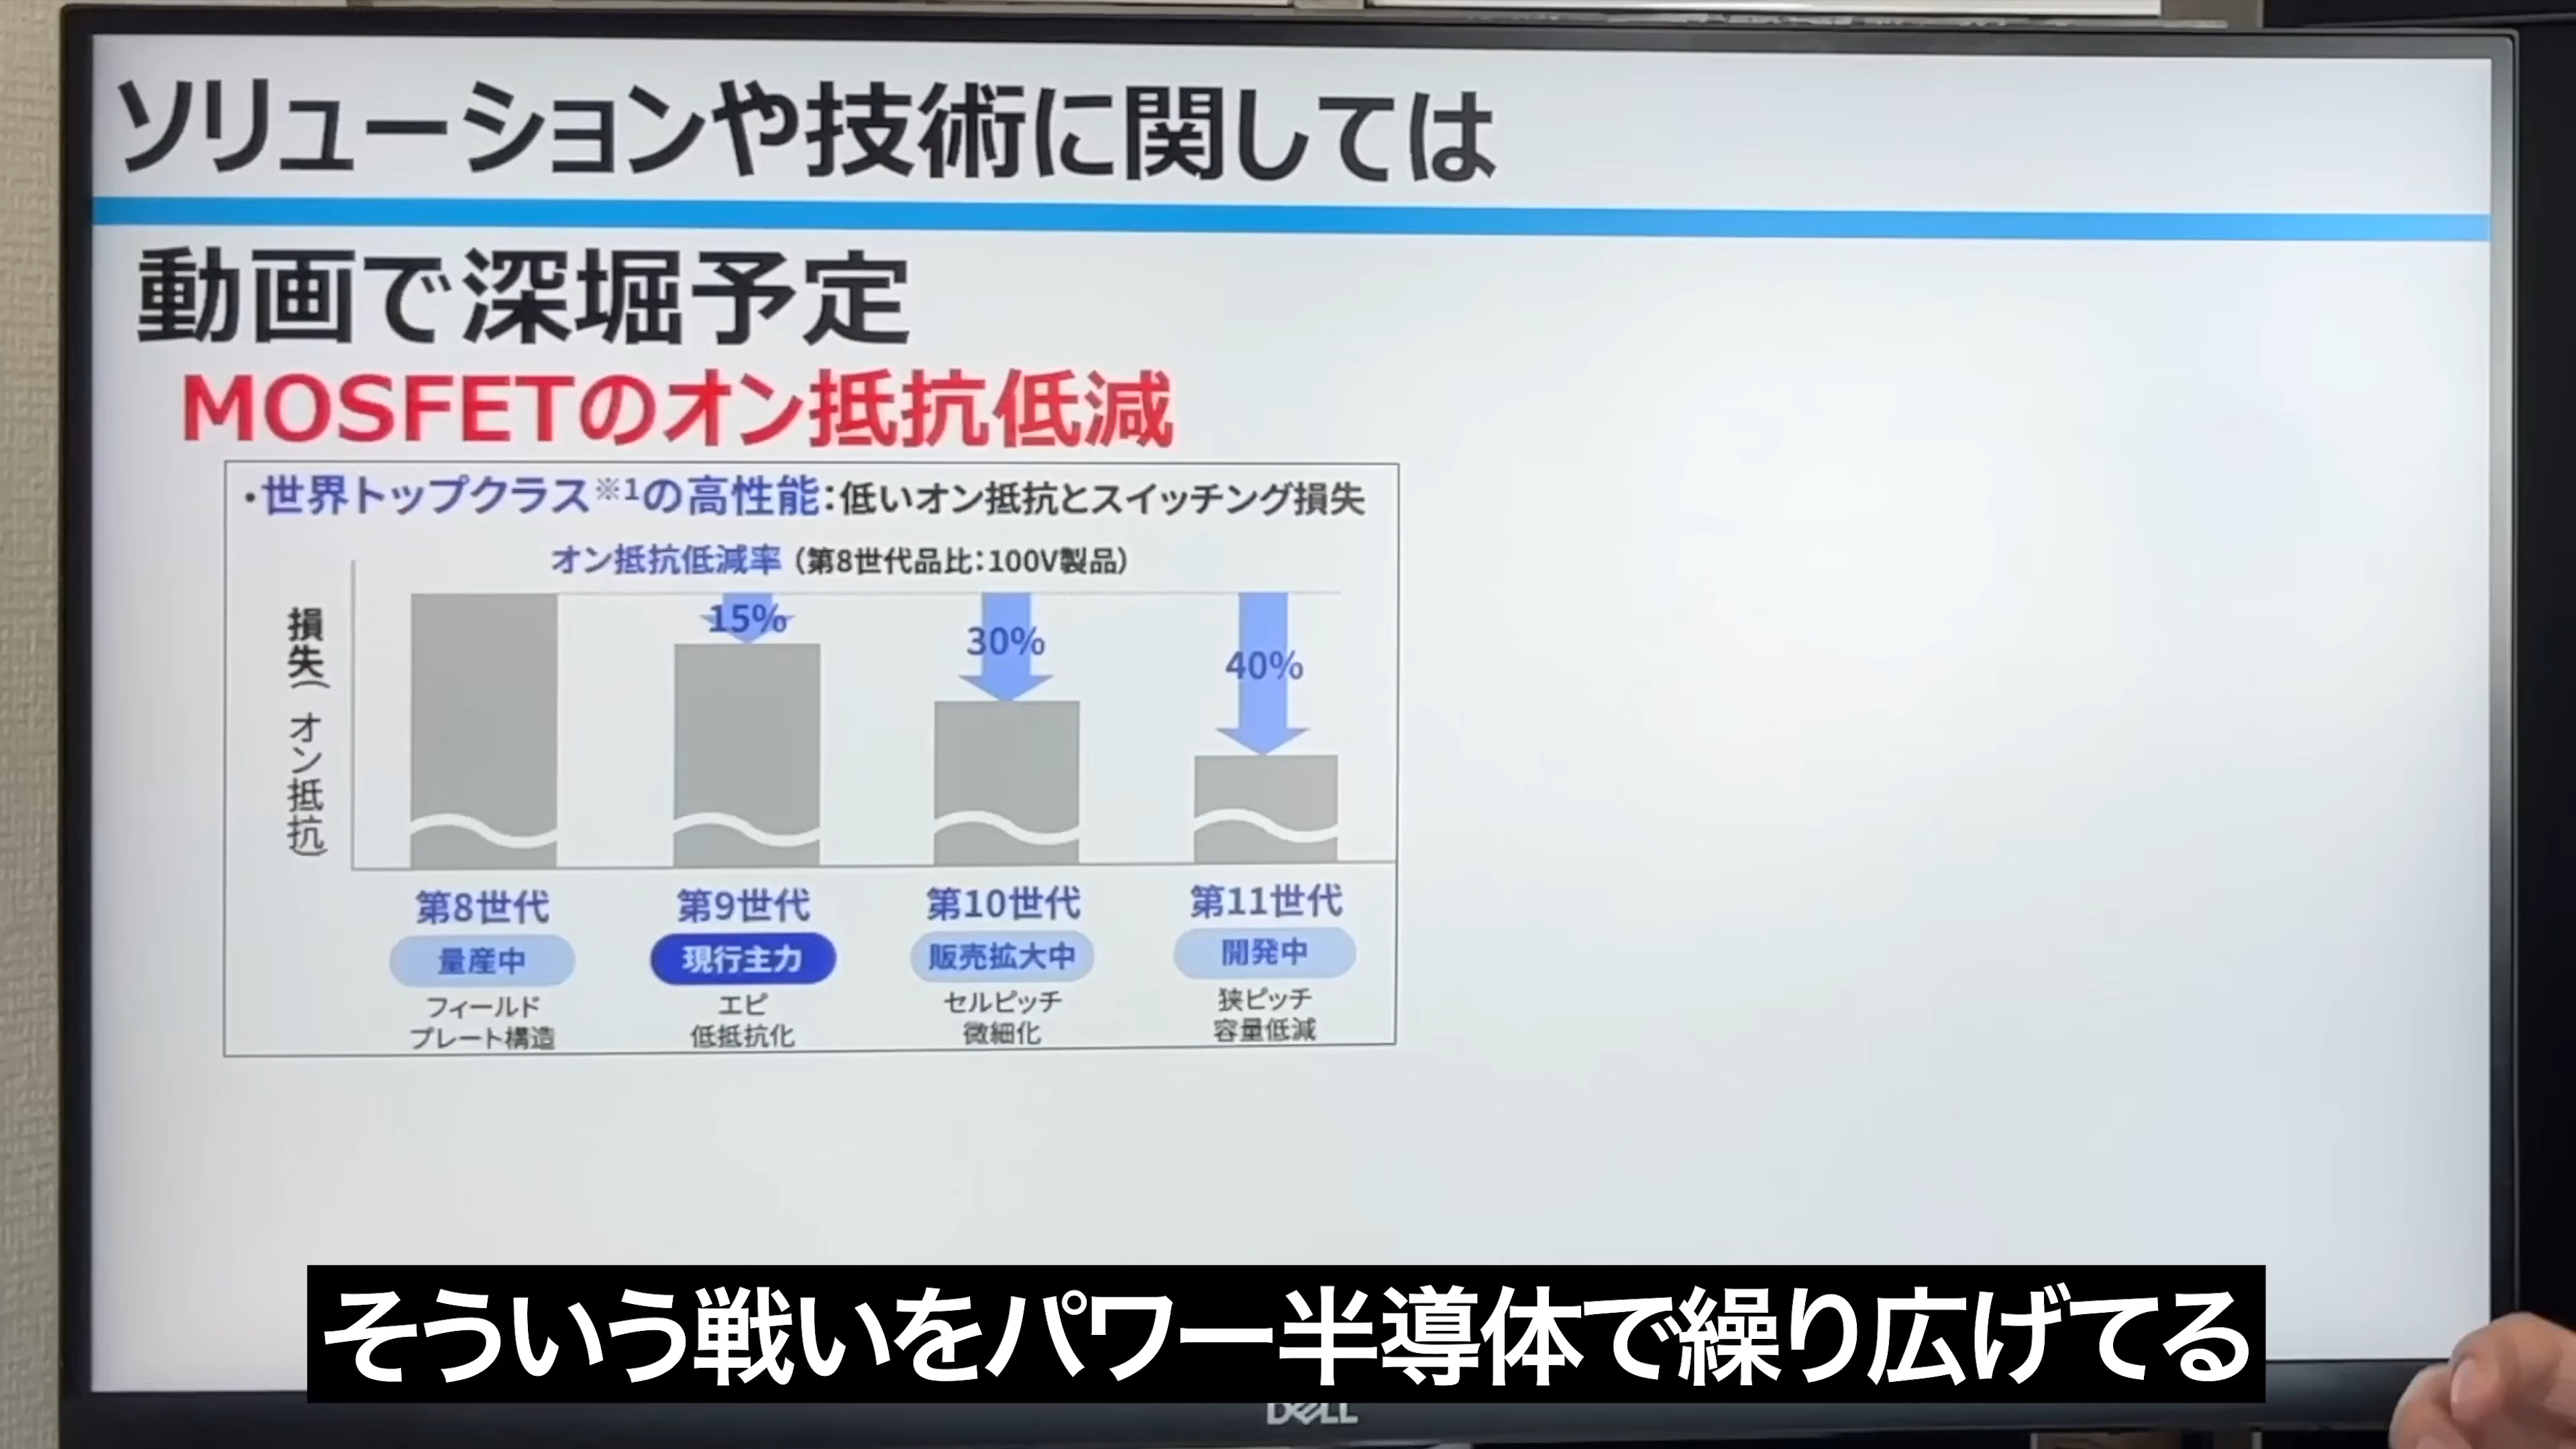 ソリューションや技術に関しては
動画で深堀予定
MOSFETのオン抵抗低減
・世界トップクラス※1の高性能：低いオン抵抗とスイッチング損失
オン抵抗低減率（第8世代品比：100V製品）
損失（オン抵抗）
15%
30%
40%
第8世代
第9世代
第10世代
第11世代
量産中
現行主力
販売拡大中
開発中
フィールド
プレート構造
エピ
低抵抗化
セルピッチ
微細化
狭ピッチ
容量低減
そういう戦いをパワー半導体で繰り広げてる
DELL